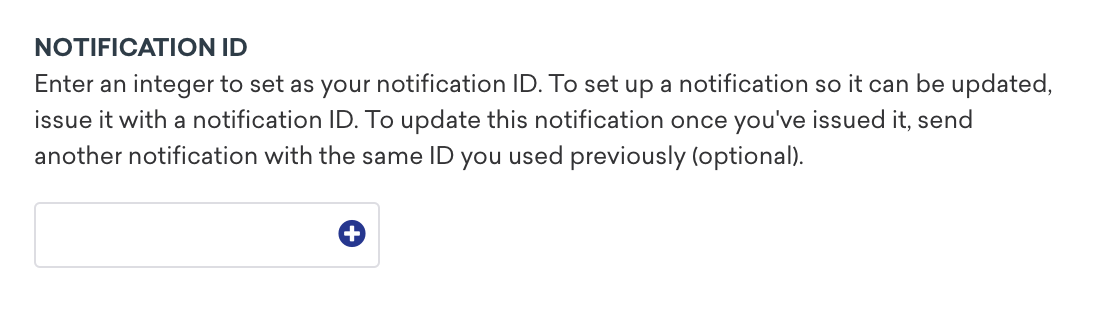 NOTIFICATION ID
Enter an integer to set as your notification ID. To set up a notification so it can be updated,
issue it with a notification ID. To update this notification once you've issued it, send
another notification with the same ID you used previously (optional).